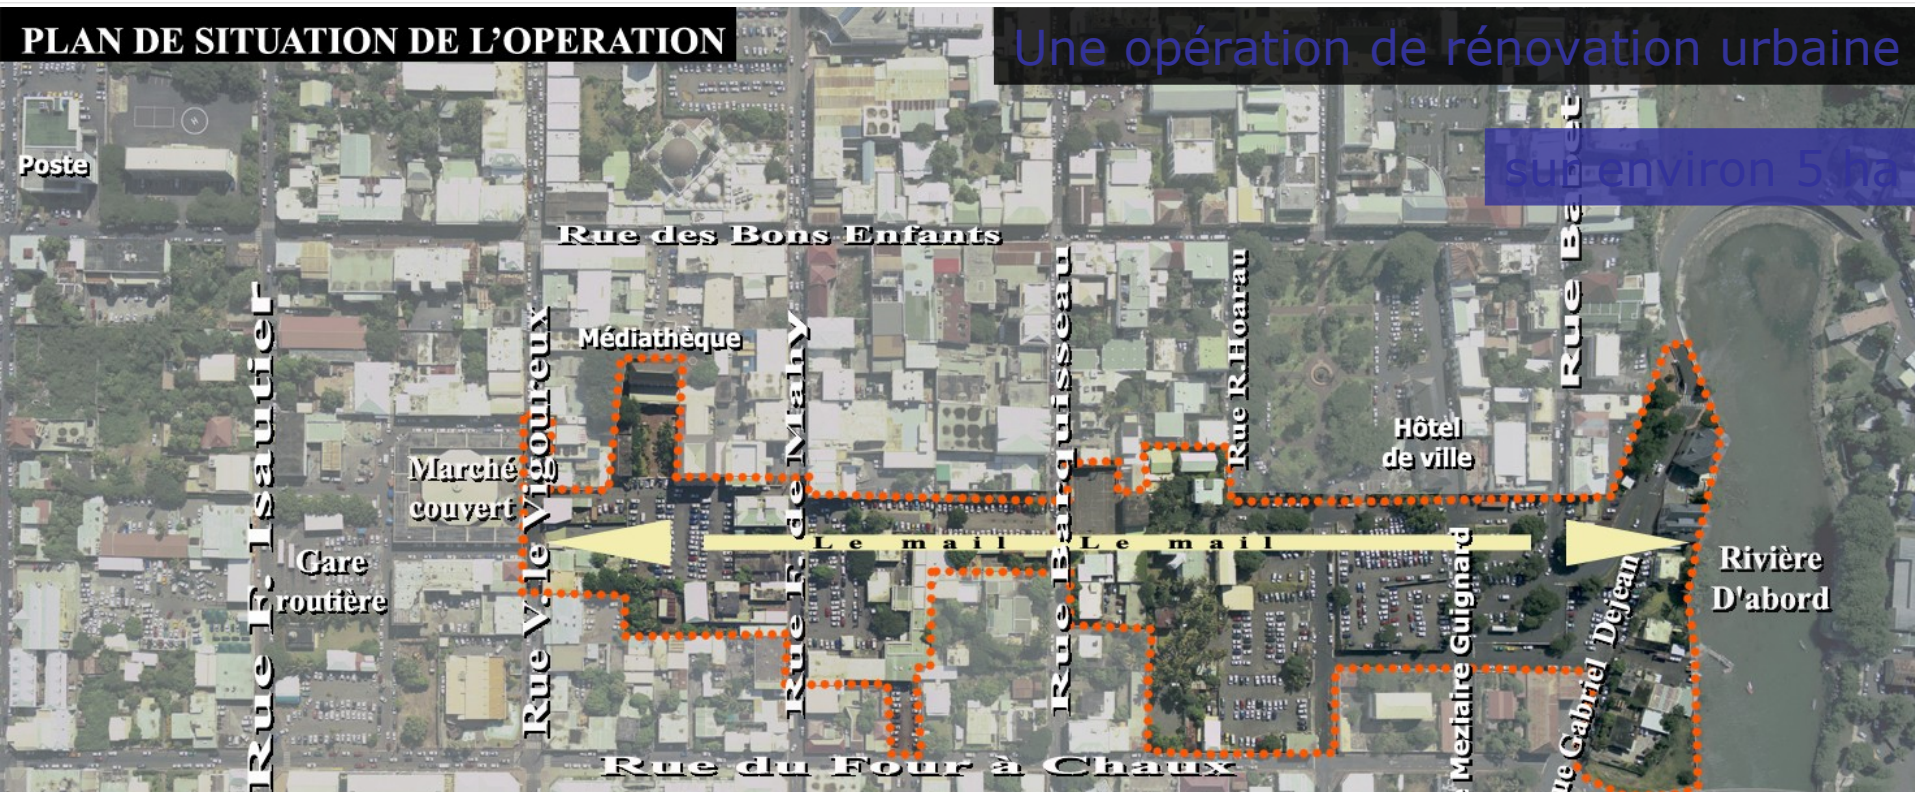 PLAN DE SITUATION DE L'OPERATION
Une opération de rénovation urbaine
sur environ 5 ha
Poste
Rue des Bons Enfants
Rue F. Isautier
Rue V. le Vigoureux
Médiathèque
Rue F. de Mahy
Rue Barquisseau
Rue R.Hoarau
Rue Babet
Hôtel
de ville
Marché
couvert
Gare
routière
Le mail Le mail
Rivière
D'abord
Meziaire Guignard
Gabriel Dejean
Rue du Four à Chaux